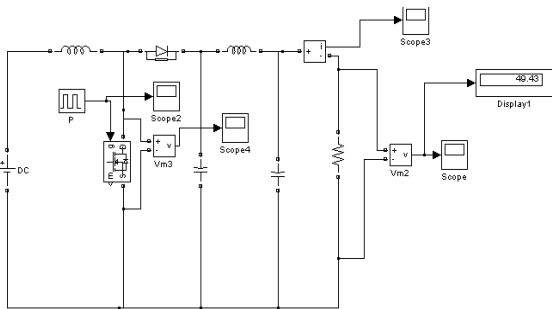 i
+
-
Scope3
49.43
Display1
P
Scope2
Scope4
g
D
E
S
+
-
v
Vm3
+
DC
+
-
v
Vm2
Scope